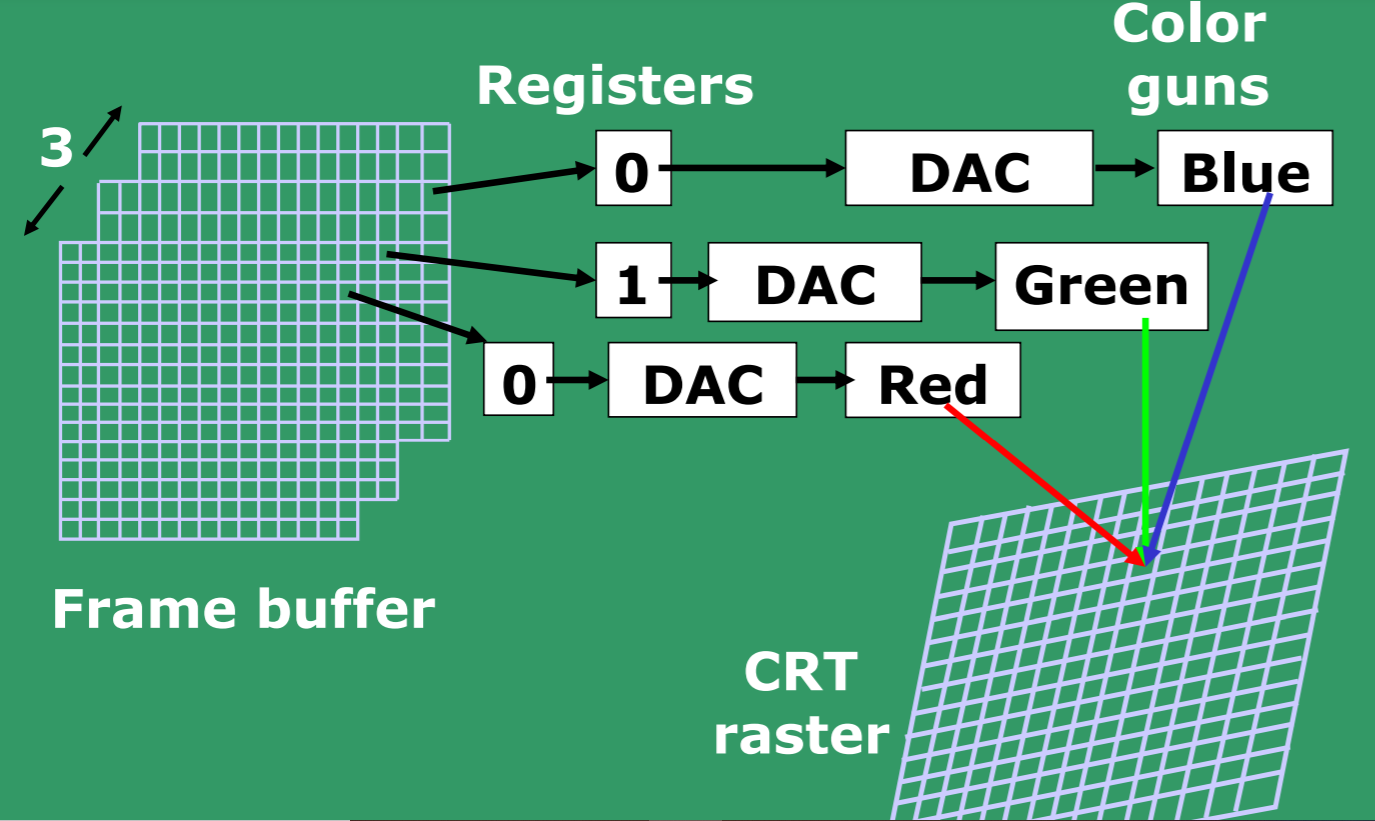 Color
guns
Registers
3
0 DAC Blue
1 DAC Green
0 DAC Red
Frame buffer
CRT
raster